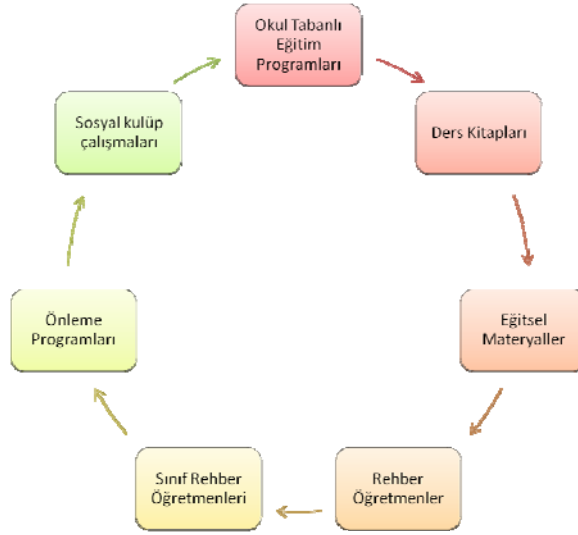 Okul Tabanlı
Eğitim
Programları
Ders Kitapları
Eğitsel
Materyaller
Rehber
Öğretmenler
Sınıf Rehber
Öğretmenleri
Önleme
Programları
Sosyal kulüp
çalışmaları